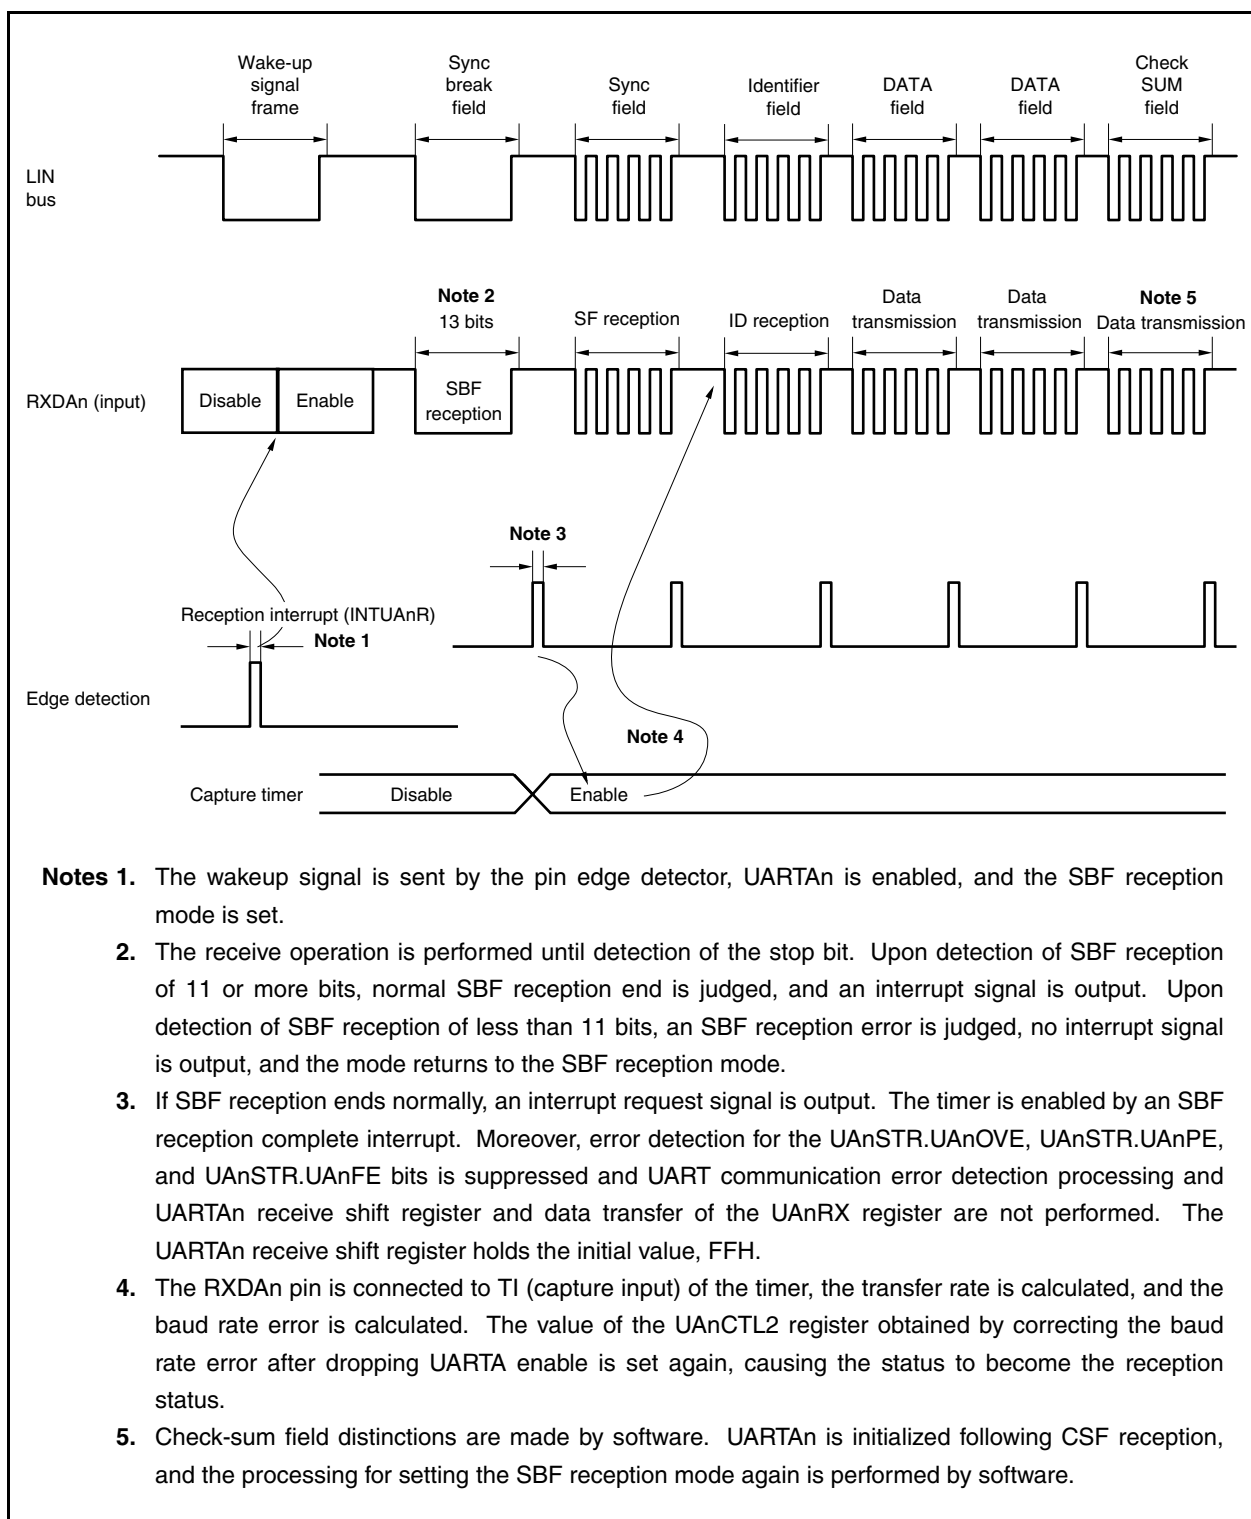 Wake-up
signal
frame
Sync
break
field
Sync
field
Identifier
field
DATA
field
DATA
field
Check
SUM
field
LIN
bus
Note 2
13 bits
SF reception
ID reception
Data
transmission
Data
transmission
Note 5
Data transmission
RXDAn (input)
Disable
Enable
SBF
reception
Note 3
Reception interrupt (INTUAnR)
Note 1
Edge detection
Note 4
Capture timer
Disable
Enable
Notes 1. The wakeup signal is sent by the pin edge detector, UARTAn is enabled, and the SBF reception
mode is set.
2. The receive operation is performed until detection of the stop bit. Upon detection of SBF reception
of 11 or more bits, normal SBF reception end is judged, and an interrupt signal is output. Upon
detection of SBF reception of less than 11 bits, an SBF reception error is judged, no interrupt signal
is output, and the mode returns to the SBF reception mode.
3. If SBF reception ends normally, an interrupt request signal is output. The timer is enabled by an SBF
reception complete interrupt. Moreover, error detection for the UAnSTR.UAnOVE, UAnSTR.UAnPE,
and UAnSTR.UAnFE bits is suppressed and UART communication error detection processing and
UARTAn receive shift register and data transfer of the UAnRX register are not performed. The
UARTAn receive shift register holds the initial value, FFH.
4. The RXDAn pin is connected to TI (capture input) of the timer, the transfer rate is calculated, and the
baud rate error is calculated. The value of the UAnCTL2 register obtained by correcting the baud
rate error after dropping UARTA enable is set again, causing the status to become the reception
status.
5. Check-sum field distinctions are made by software. UARTAn is initialized following CSF reception,
and the processing for setting the SBF reception mode again is performed by software.